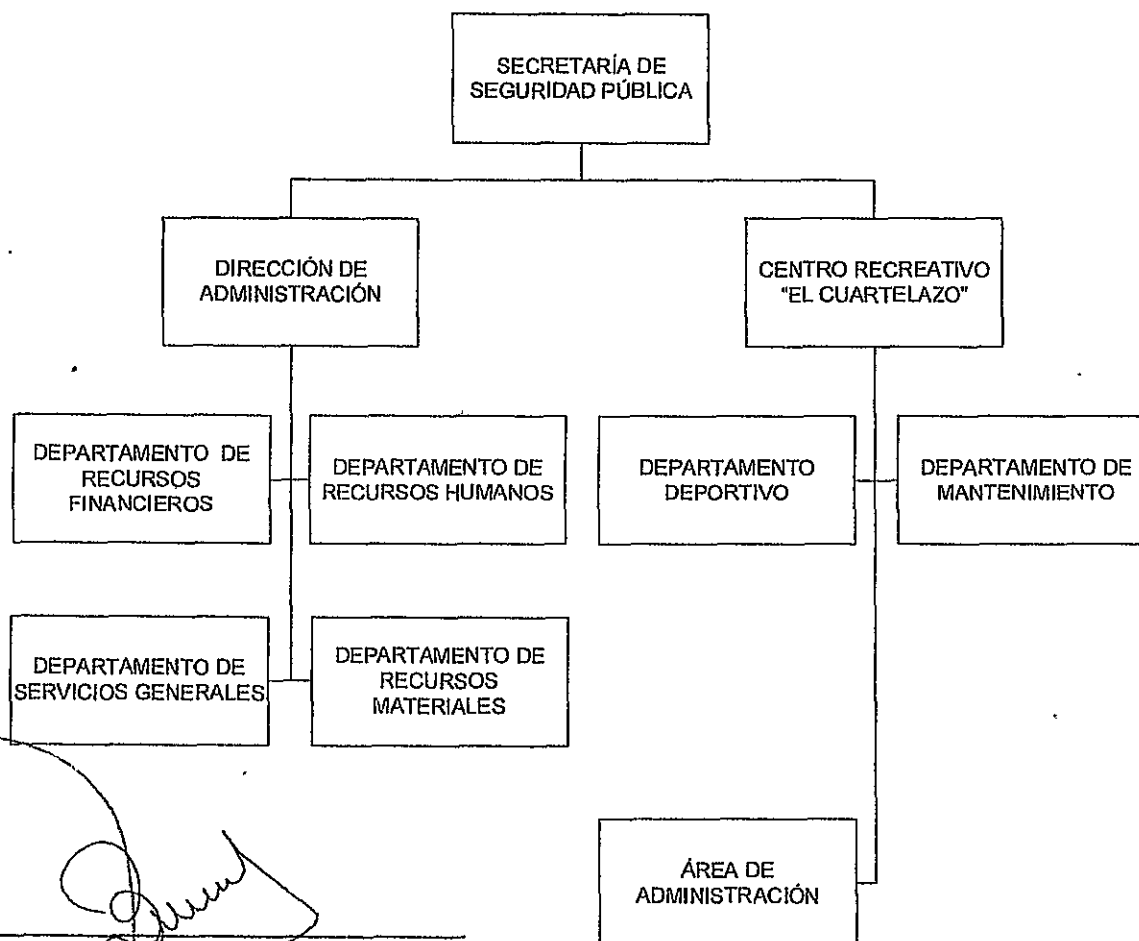 SECRETARÍA DE
SEGURIDAD PÚBLICA
DIRECCIÓN DE
ADMINISTRACIÓN
CENTRO RECREATIVO
"EL CUARTELAZO"
DEPARTAMENTO DE
RECURSOS
FINANCIEROS
DEPARTAMENTO DE
RECURSOS HUMANOS
DEPARTAMENTO
DEPORTIVO
DEPARTAMENTO DE
MANTENIMIENTO
DEPARTAMENTO DE
SERVICIOS GENERALES
DEPARTAMENTO DE
RECURSOS
MATERIALES
ÁREA DE
ADMINISTRACIÓN